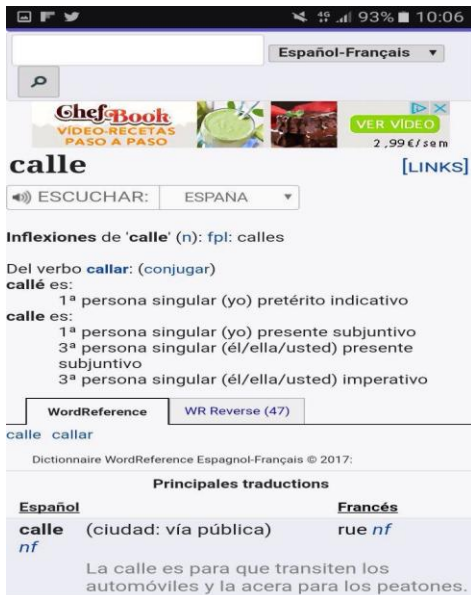 4G 93% 10:06
Español-Français ▼
ChefBook
VÍDEO-RECETAS
PASO A PASO
VER VÍDEO
2,99€/sem
calle [LINKS]
ESCUCHAR: ESPAÑA ▼
Inflexiones de 'calle' (n): fpl: calles
Del verbo callar: (conjugar)
callé es:
1ª persona singular (yo) pretérito indicativo
calle es:
1ª persona singular (yo) presente subjuntivo
3ª persona singular (él/ella/usted) presente
subjuntivo
3ª persona singular (él/ella/usted) imperativo
WordReference WR Reverse (47)
calle callar
Dictionnaire WordReference Espagnol-Français © 2017:
Principales traductions
Español Francés
calle (ciudad: vía pública) rue nf
nf
La calle es para que transiten los
automóviles y la acera para los peatones.